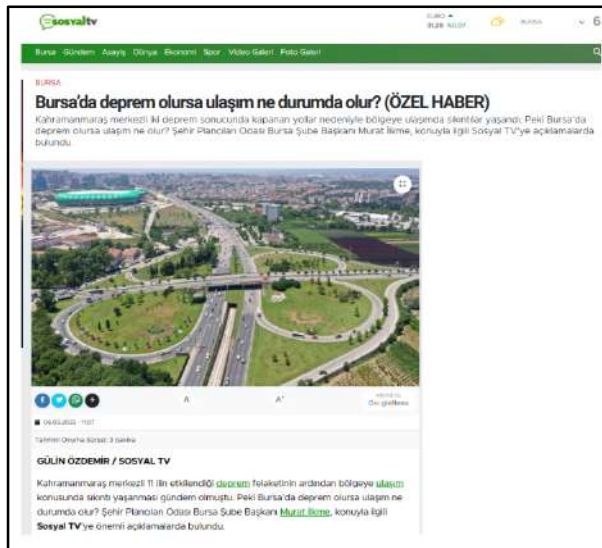 sosyaltv
EURO
BURSA
6
Bursa Gündem Asayiş Dünya Ekonomi Spor Video Galeri Foto Galeri
BURSA
Bursa'da deprem olursa ulaşım ne durumda olur? (ÖZEL HABER)
Kahramanmaraş merkezli iki deprem sonucunda kapanan yollar nedeniyle bölgeye ulaşımda sıkıntılar yaşandı. Peki Bursa'da
deprem olursa ulaşım ne olur? Şehir Plancıları Odası Bursa Şube Başkanı Murat İlkme, konuyla ilgili Sosyal TV'ye açıklamalarda
bulundu.
A
A+
GÜLİN ÖZDEMİR / SOSYAL TV
Kahramanmaraş merkezli 11 ilin etkilendiği deprem felaketinin ardından bölgeye ulaşım
konusunda sıkıntı yaşanması gündem olmuştu. Peki Bursa'da deprem olursa ulaşım ne
durumda olur? Şehir Plancıları Odası Bursa Şube Başkanı Murat İlkme, konuyla ilgili
Sosyal TV'ye önemli açıklamalarda bulundu.